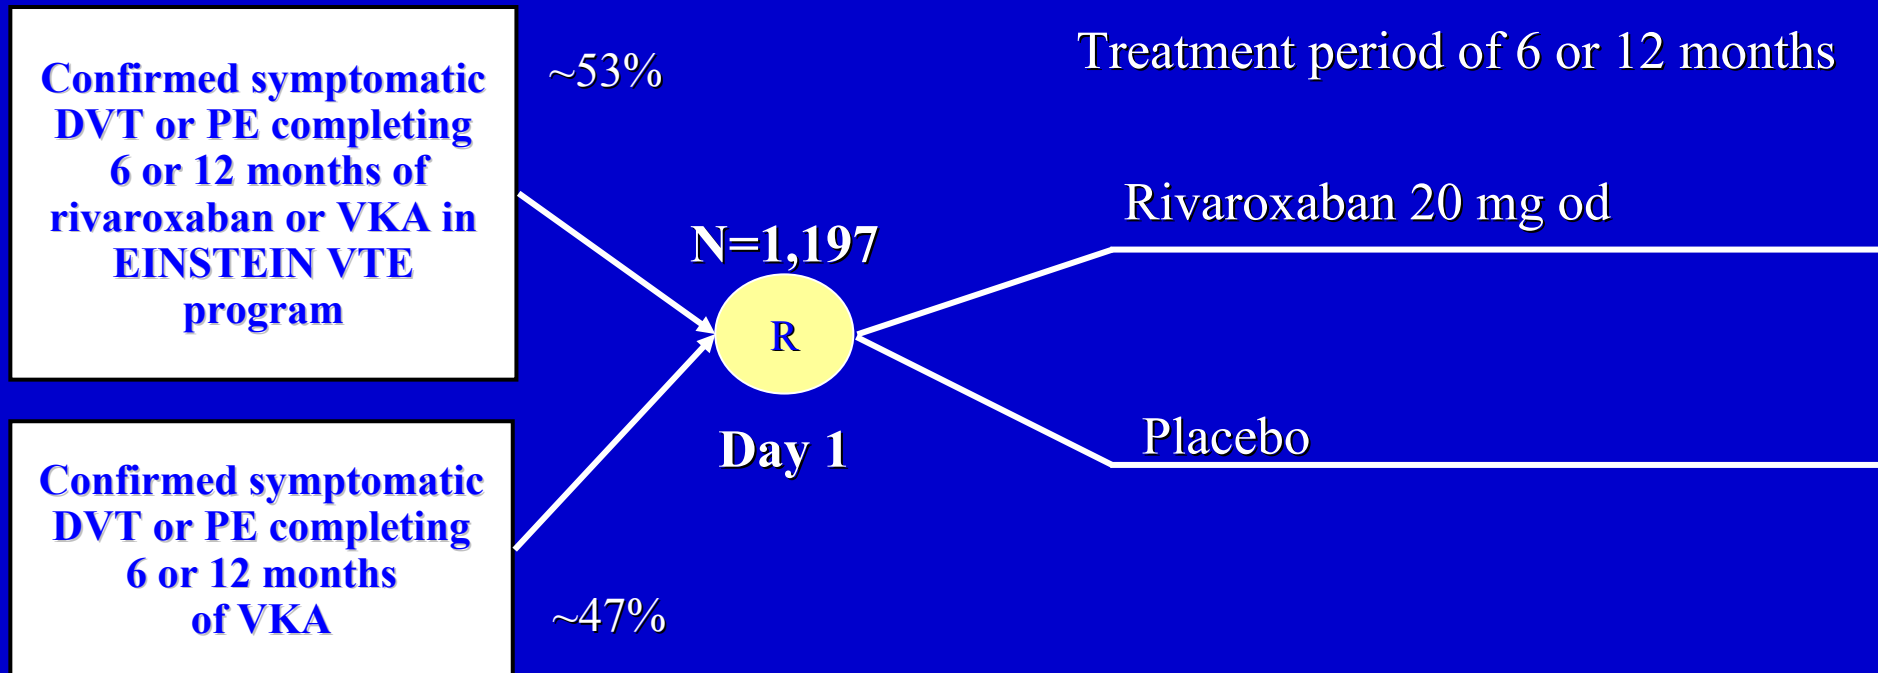 Confirmed symptomatic
DVT or PE completing
6 or 12 months of
rivaroxaban or VKA in
EINSTEIN VTE
program
~53%
Treatment period of 6 or 12 months
Rivaroxaban 20 mg od
N=1,197
R
Day 1
Placebo
Confirmed symptomatic
DVT or PE completing
6 or 12 months
of VKA
~47%